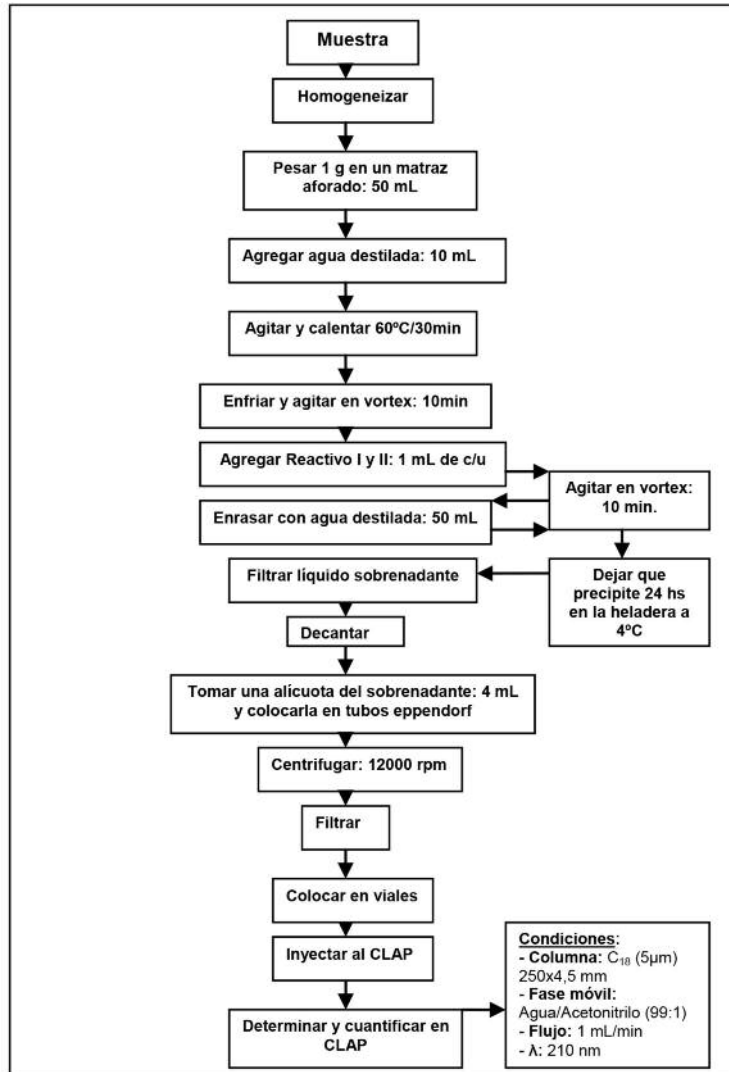 Muestra
Homogeneizar
Pesar 1 g en un matraz
aforado: 50 mL
Agregar agua destilada: 10 mL
Agitar y calentar 60ºC/30min
Enfriar y agitar en vortex: 10min
Agregar Reactivo I y II: 1 mL de c/u
Agitar en vortex:
10 min.
Enrasar con agua destilada: 50 mL
Dejar que
precipite 24 hs
en la heladera a
4ºC
Filtrar líquido sobrenadante
Decantar
Tomar una alícuota del sobrenadante: 4 mL
y colocarla en tubos eppendorf
Centrifugar: 12000 rpm
Filtrar
Colocar en viales
Inyectar al CLAP
Determinar y cuantificar en
CLAP
Condiciones:
- Columna: C₁₈ (5µm)
250x4,5 mm
- Fase móvil:
Agua/Acetonitrilo (99:1)
- Flujo: 1 mL/min
- λ: 210 nm